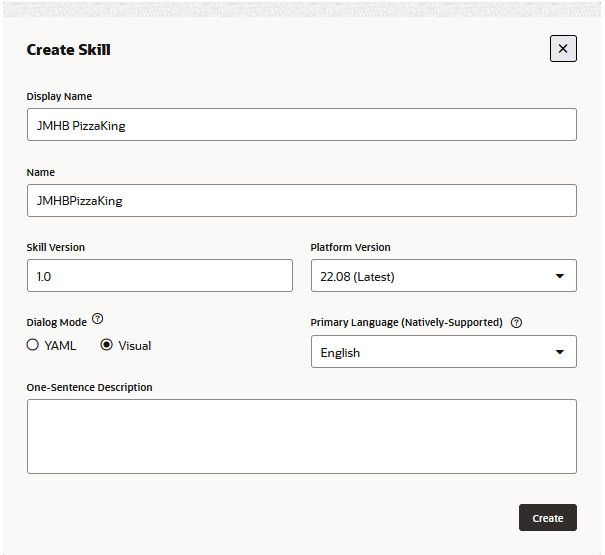 Create Skill
Display Name
JMHB PizzaKing
Name
JMHBPizzaKing
Skill Version
Platform Version
1.0
22.08 (Latest)
Dialog Mode ?
Primary Language (Natively-Supported) ?
YAML
Visual
English
One-Sentence Description
Create